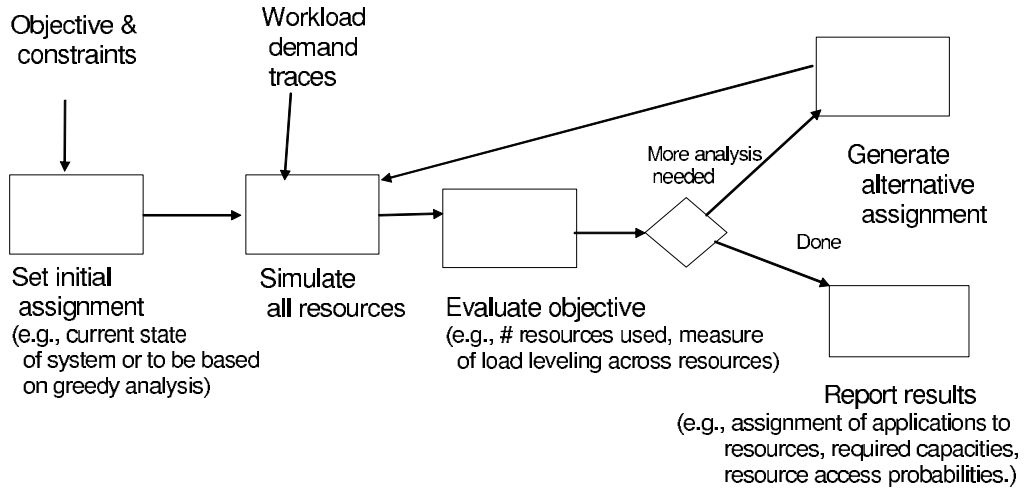 Objective &
constraints
Workload
demand
traces
More analysis
needed
Generate
alternative
assignment
Done
Set initial
assignment
(e.g., current state
of system or to be based
on greedy analysis)
Simulate
all resources
Evaluate objective
(e.g., # resources used, measure
of load leveling across resources)
Report results
(e.g., assignment of applications to
resources, required capacities,
resource access probabilities.)